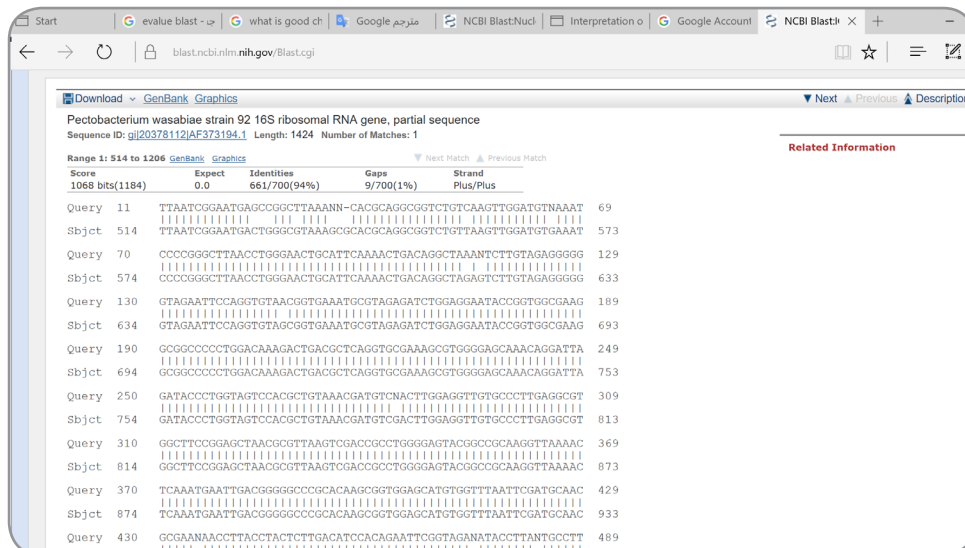 Start
evalue blast - جـ
what is good ch
مترجم Google
NCBI Blast:Nucl
Interpretation o
Google Account
NCBI Blast:
blast.ncbi.nlm.nih.gov/Blast.cgi
Download GenBank Graphics
Next Previous Description
Pectobacterium wasabiae strain 92 16S ribosomal RNA gene, partial sequence
Sequence ID: gi|20378112|AF373194.1 Length: 1424 Number of Matches: 1
Related Information
Range 1: 514 to 1206 GenBank Graphics Next Match Previous Match
Score Expect Identities Gaps Strand
1068 bits(1184) 0.0 661/700(94%) 9/700(1%) Plus/Plus
Query 11 TTAATCGGAATGAGCCGGCTTAAANN-CACGCAGGCGGTCTGTCAAGTTGGATGTNAAAT 69
Sbjct 514 TTAATCGGAATGACTGGGCGTAAAGCGCACGCAGGCGGTCTGTTAAGTTGGATGTGAAAT 573
Query 70 CCCCGGGCTTAACCTGGGAACTGCATTCAAAACTGACAGGCTAAANTCTTGTAGAGGGGG 129
Sbjct 574 CCCCGGGCTTAACCTGGGAACTGCATTCAAAACTGACAGGCTAGAGTCTTGTAGAGGGGG 633
Query 130 GTAGAATTCCAGGTGTAACGGTGAAATGCGTAGAGATCTGGAGGAATACCGGTGGCGAAG 189
Sbjct 634 GTAGAATTCCAGGTGTAGCGGTGAAATGCGTAGAGATCTGGAGGAATACCGGTGGCGAAG 693
Query 190 GCGGCCCCCTGGACAAAGACTGACGCTCAGGTGCGAAAGCGTGGGGAGCAAACAGGATTA 249
Sbjct 694 GCGGCCCCCTGGACAAAGACTGACGCTCAGGTGCGAAAGCGTGGGGAGCAAACAGGATTA 753
Query 250 GATACCCTGGTAGTCCACGCTGTAAACGATGTCNACTTGGAGGTTGTGCCCTTGAGGCGT 309
Sbjct 754 GATACCCTGGTAGTCCACGCTGTAAACGATGTCGACTTGGAGGTTGTGCCCTTGAGGCGT 813
Query 310 GGCTTCCGGAGCTAACGCGTTAAGTCGACCGCCTGGGGAGTACGGCCGCAAGGTTAAAAC 369
Sbjct 814 GGCTTCCGGAGCTAACGCGTTAAGTCGACCGCCTGGGGAGTACGGCCGCAAGGTTAAAAC 873
Query 370 TCAAATGAATTGACGGGGGCCCGCACAAGCGGTGGAGCATGTGGTTTAATTCGATGCAAC 429
Sbjct 874 TCAAATGAATTGACGGGGGCCCGCACAAGCGGTGGAGCATGTGGTTTAATTCGATGCAAC 933
Query 430 GCGAANAACCTTACCTACTCTTGACATCCACAGAATTCGGTAGANATACCTTANTGCCTT 489